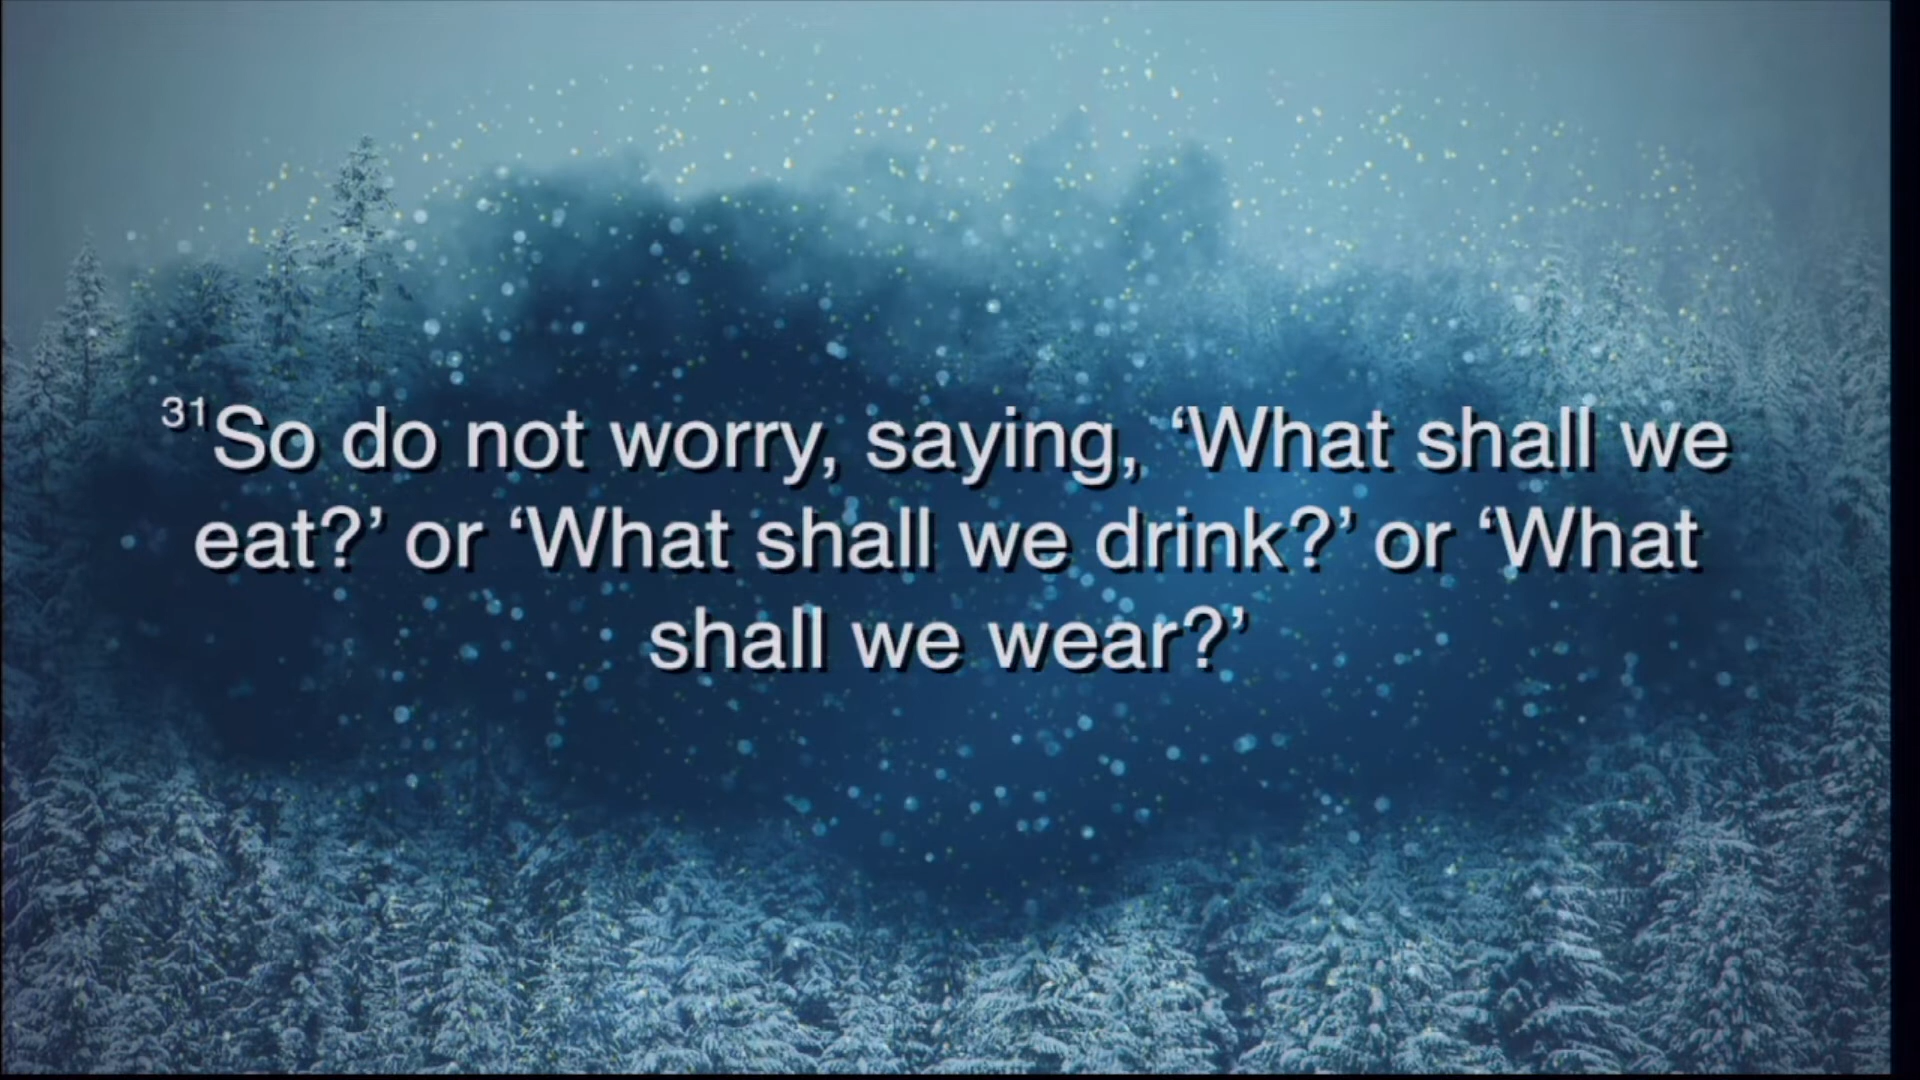 ³¹So do not worry, saying, ‘What shall we
eat?’ or ‘What shall we drink?’ or ‘What
shall we wear?’